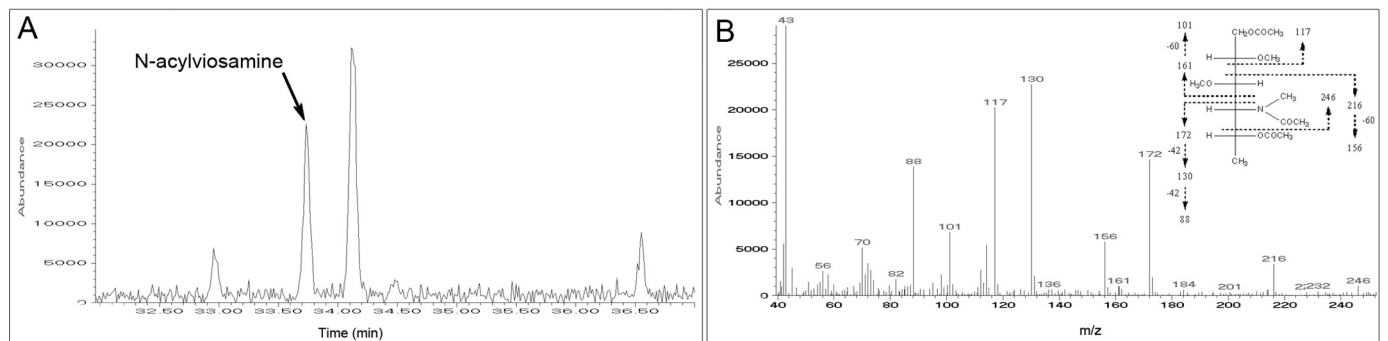 A
N-acylviosamine
Abundance
30000
25000
20000
15000
10000
5000
32.50 33.00 33.50 34.00 34.50 35.00 35.50 36.00 36.50
Time (min)
B
Abundance
25000
20000
15000
10000
5000
0
43
56
70
82
88
101
117
130
136
156
161
172
184
201
216
232
246
40 60 80 100 120 140 160 180 200 220 240
m/z
101
-60
161
CH₂OCOCH₃
117
H
OCH₃
H₃CO
H
CH₃
246
216
H
N
-60
COCH₃
172
156
H
OCOCH₃
-42
CH₃
130
-42
88